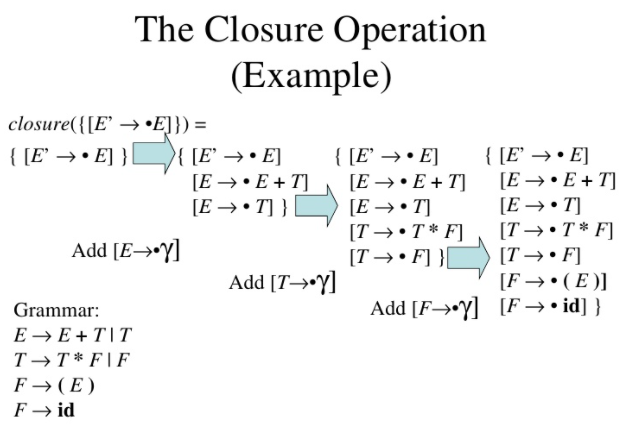 The Closure Operation
(Example)
closure({[E’ → •E]}) =
{ [E’ → • E] }
{ [E’ → • E]
[E → • E + T]
[E → • T] }
{ [E’ → • E]
[E → • E + T]
[E → • T]
[T → • T * F]
[T → • F] }
{ [E’ → • E]
[E → • E + T]
[E → • T]
[T → • T * F]
[T → • F]
[F → • ( E )]
[F → • id] }
Add [E→•γ]
Add [T→•γ]
Add [F→•γ]
Grammar:
E → E + T | T
T → T * F | F
F → ( E )
F → id